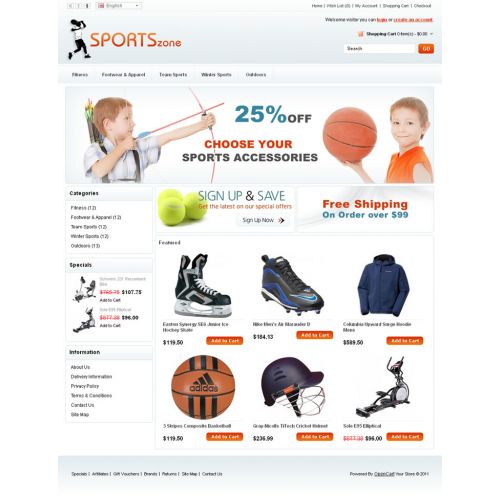 € £ $ English
Home | Wish List (0) | My Account | Shopping Cart | Checkout
Welcome visitor you can login or create an account.
SPORTSzone
Shopping Cart 0 item(s) - $0.00
Search GO
Fitness Footwear & Apparel Team Sports Winter Sports Outdoors
25% OFF
CHOOSE YOUR
SPORTS ACCESSORIES
Categories
Fitness (12)
Footwear & Apparel (12)
Team Sports (12)
Winter Sports (12)
Outdoors (13)
SIGN UP & SAVE
Get the latest on our special offers
Sign Up Now
Free Shipping
On Order over $99
Specials
Schwinn 231 Recumbent
Bike
$765.75 $187.75
Add to Cart
Sole E95 Elliptical
$877.38 $96.00
Add to Cart
Featured
Easton Synergy SE6 Junior Ice
Hockey Skate
$119.50 Add to Cart
Nike Men's Air Marauder D
$184.13 Add to Cart
Columbia Upward Surge Hoodie
Mens
$589.50 Add to Cart
Information
About Us
Delivery Information
Privacy Policy
Terms & Conditions
Contact Us
Site Map
adidas
3 Stripes Composite Basketball
$119.50 Add to Cart
Gray-Nicolls TiTech Cricket Helmet
$236.99 Add to Cart
Sole E95 Elliptical
$877.38 $96.00 Add to Cart
Specials | Affiliates | Gift Vouchers | Brands | Returns | Site Map | Contact Us
Powered By OpenCart Your Store © 2011